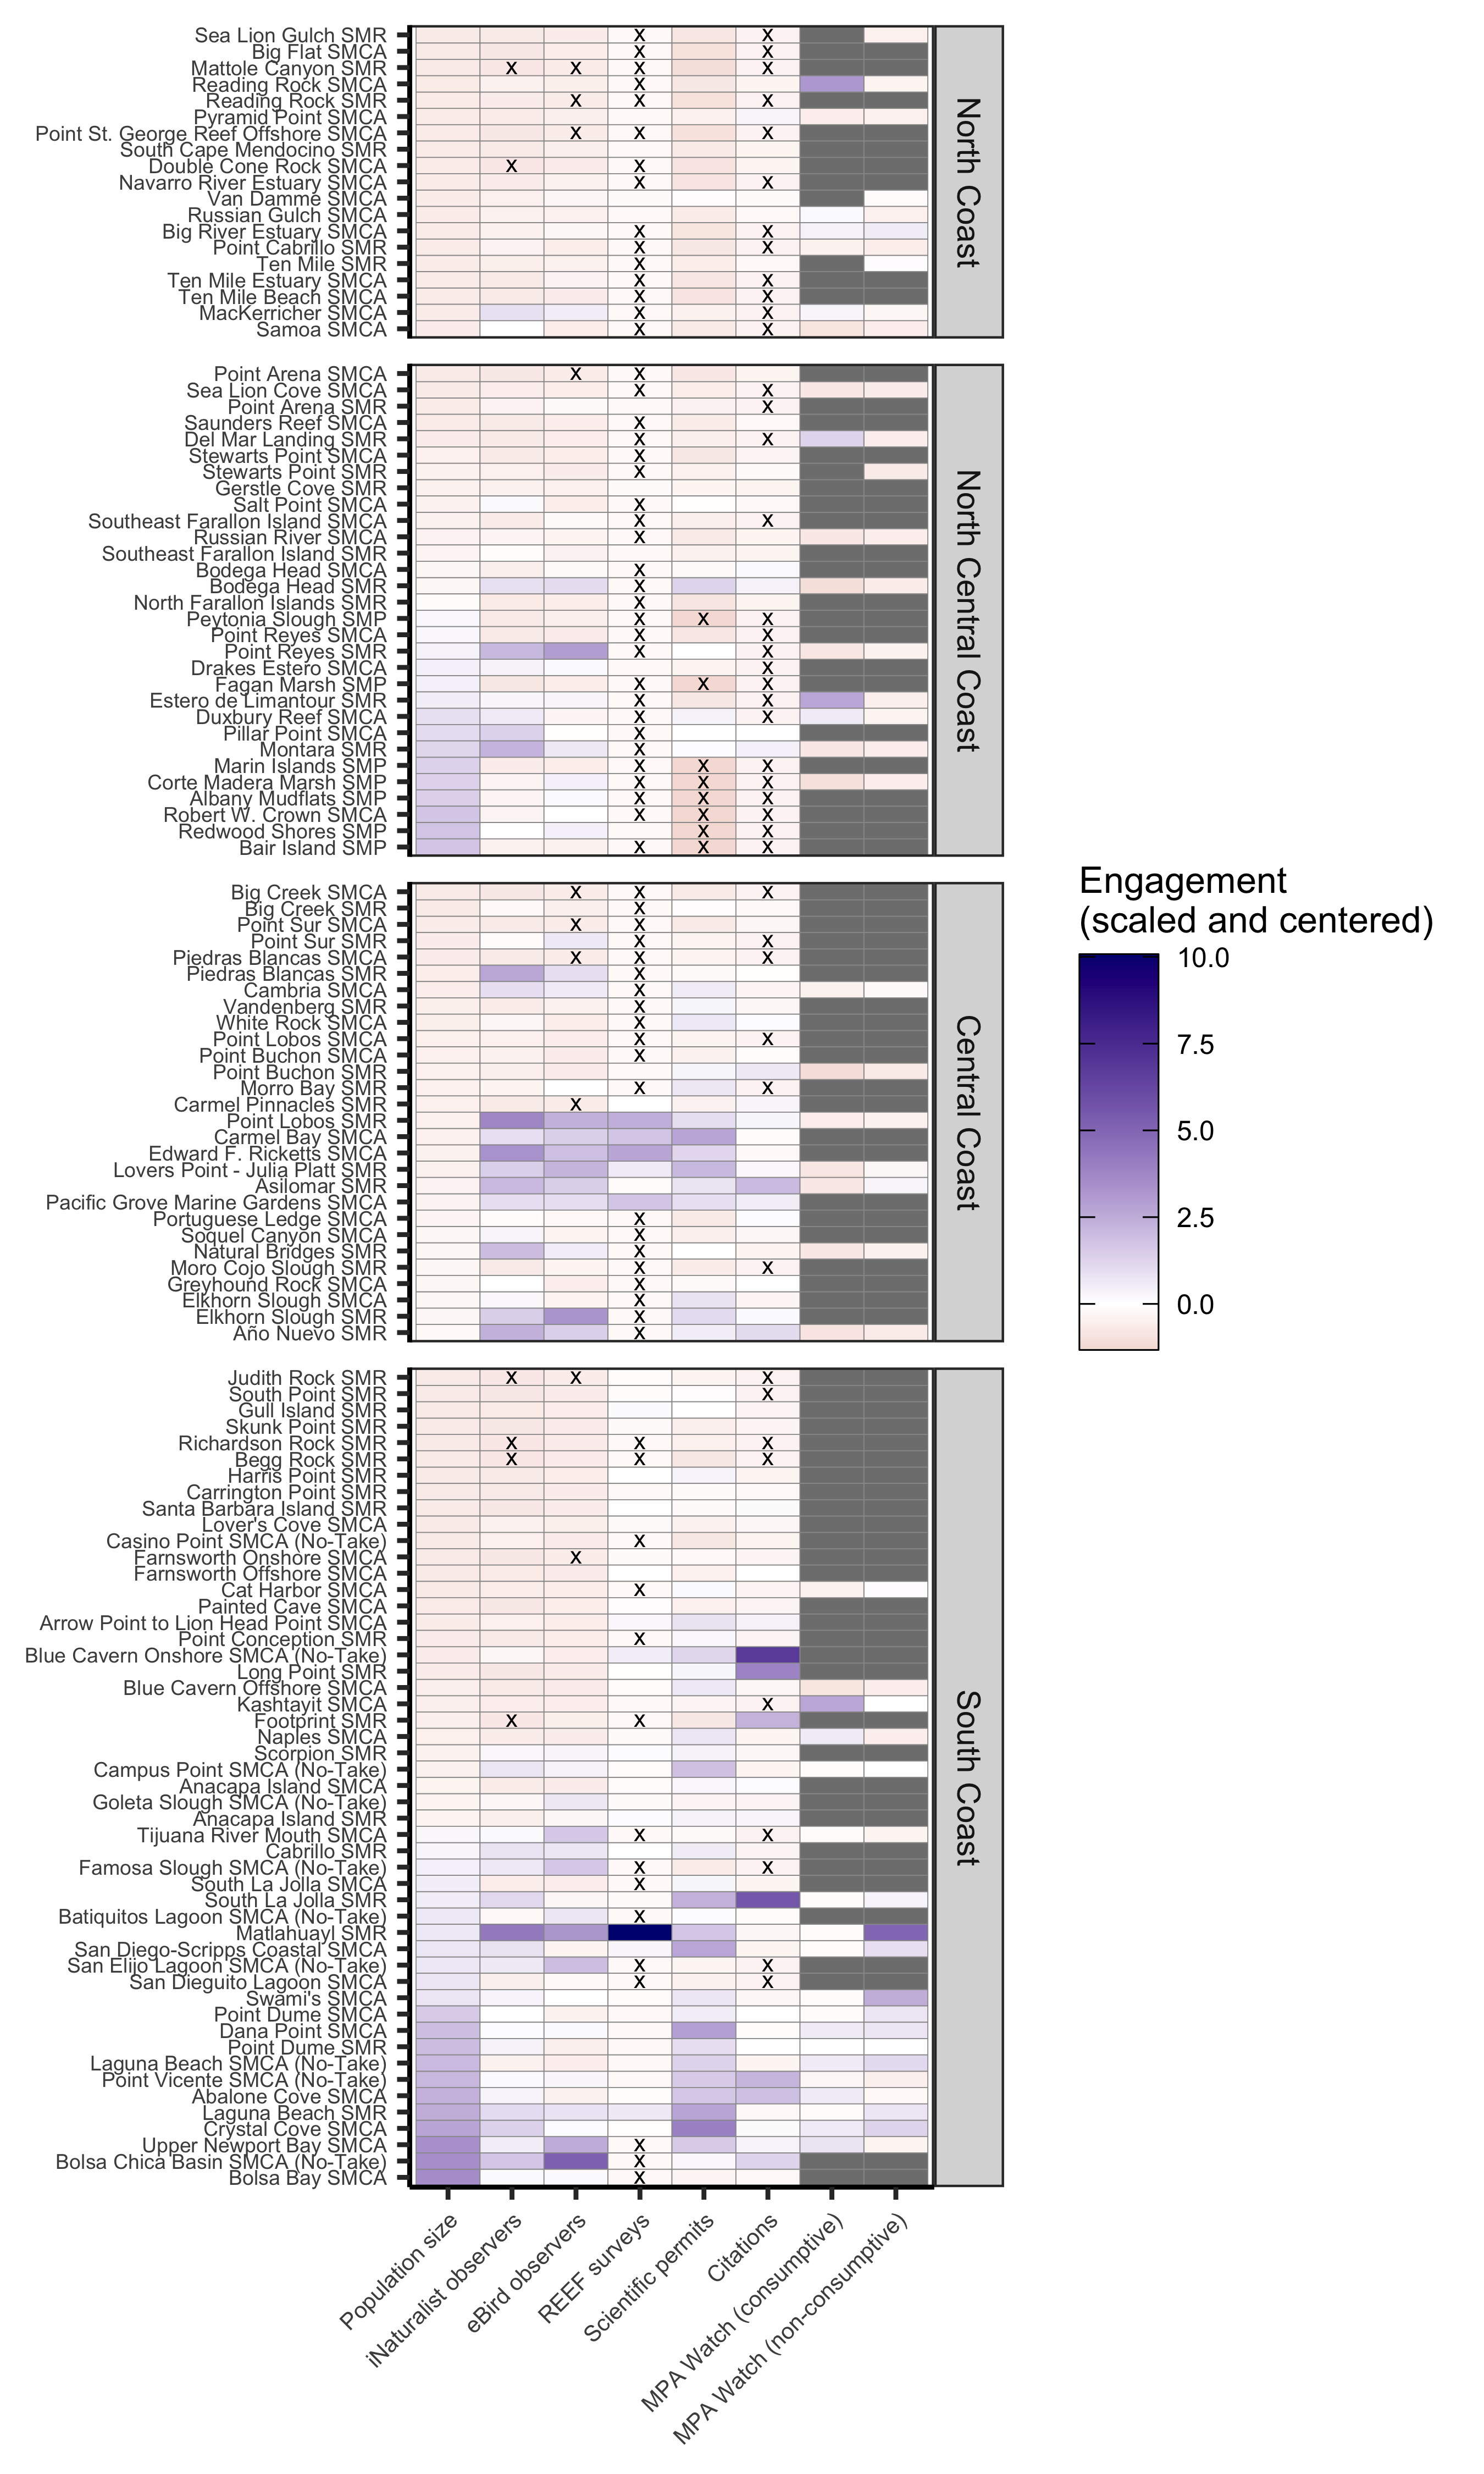 Sea Lion Gulch SMR
Big Flat SMCA
Mattole Canyon SMR
Reading Rock SMCA
Reading Rock SMR
Pyramid Point SMCA
Point St. George Reef Offshore SMCA
South Cape Mendocino SMR
Double Cone Rock SMCA
Navarro River Estuary SMCA
Van Damme SMCA
Russian Gulch SMCA
Big River Estuary SMCA
Point Cabrillo SMR
Ten Mile SMR
Ten Mile Estuary SMCA
Ten Mile Beach SMCA
MacKerricher SMCA
Samoa SMCA
North Coast
Point Arena SMCA
Sea Lion Cove SMCA
Point Arena SMR
Saunders Reef SMCA
Del Mar Landing SMR
Stewarts Point SMCA
Stewarts Point SMR
Gerstle Cove SMR
Salt Point SMCA
Southeast Farallon Island SMCA
Russian River SMCA
Southeast Farallon Island SMR
Bodega Head SMCA
Bodega Head SMR
North Farallon Islands SMR
Peytonia Slough SMP
Point Reyes SMCA
Point Reyes SMR
Drakes Estero SMCA
Fagan Marsh SMP
Estero de Limantour SMR
Duxbury Reef SMCA
Pillar Point SMCA
Montara SMR
Marin Islands SMP
Corte Madera Marsh SMP
Albany Mudflats SMP
Robert W. Crown SMCA
Redwood Shores SMP
Bair Island SMP
North Central Coast
Big Creek SMCA
Big Creek SMR
Point Sur SMCA
Point Sur SMR
Piedras Blancas SMCA
Piedras Blancas SMR
Cambria SMCA
Vandenberg SMR
White Rock SMCA
Point Lobos SMCA
Point Buchon SMCA
Point Buchon SMR
Morro Bay SMR
Carmel Pinnacles SMR
Point Lobos SMR
Carmel Bay SMCA
Edward F. Ricketts SMCA
Lovers Point - Julia Platt SMR
Asilomar SMR
Pacific Grove Marine Gardens SMCA
Portuguese Ledge SMCA
Soquel Canyon SMCA
Natural Bridges SMR
Moro Cojo Slough SMR
Greyhound Rock SMCA
Elkhorn Slough SMCA
Elkhorn Slough SMR
Año Nuevo SMR
Central Coast
Judith Rock SMR
South Point SMR
Gull Island SMR
Skunk Point SMR
Richardson Rock SMR
Begg Rock SMR
Harris Point SMR
Carrington Point SMR
Santa Barbara Island SMR
Lover's Cove SMCA
Casino Point SMCA (No-Take)
Farnsworth Onshore SMCA
Farnsworth Offshore SMCA
Cat Harbor SMCA
Painted Cave SMCA
Arrow Point to Lion Head Point SMCA
Point Conception SMR
Blue Cavern Onshore SMCA (No-Take)
Long Point SMR
Blue Cavern Offshore SMCA
Kashtayit SMCA
Footprint SMR
Naples SMCA
Scorpion SMR
Campus Point SMCA (No-Take)
Anacapa Island SMCA
Goleta Slough SMCA (No-Take)
Anacapa Island SMR
Tijuana River Mouth SMCA
Cabrillo SMR
Famosa Slough SMCA (No-Take)
South La Jolla SMCA
South La Jolla SMR
Batiquitos Lagoon SMCA (No-Take)
Matlahuayl SMR
San Diego-Scripps Coastal SMCA
San Elijo Lagoon SMCA (No-Take)
San Dieguito Lagoon SMCA
Swami's SMCA
Point Dume SMCA
Dana Point SMCA
Point Dume SMR
Laguna Beach SMCA (No-Take)
Point Vicente SMCA (No-Take)
Abalone Cove SMCA
Laguna Beach SMR
Crystal Cove SMCA
Upper Newport Bay SMCA
Bolsa Chica Basin SMCA (No-Take)
Bolsa Bay SMCA
South Coast
Population size
iNaturalist observers
eBird observers
REEF surveys
Scientific permits
Citations
MPA Watch (consumptive)
MPA Watch (non-consumptive)
Engagement
(scaled and centered)
10.0
7.5
5.0
2.5
0.0